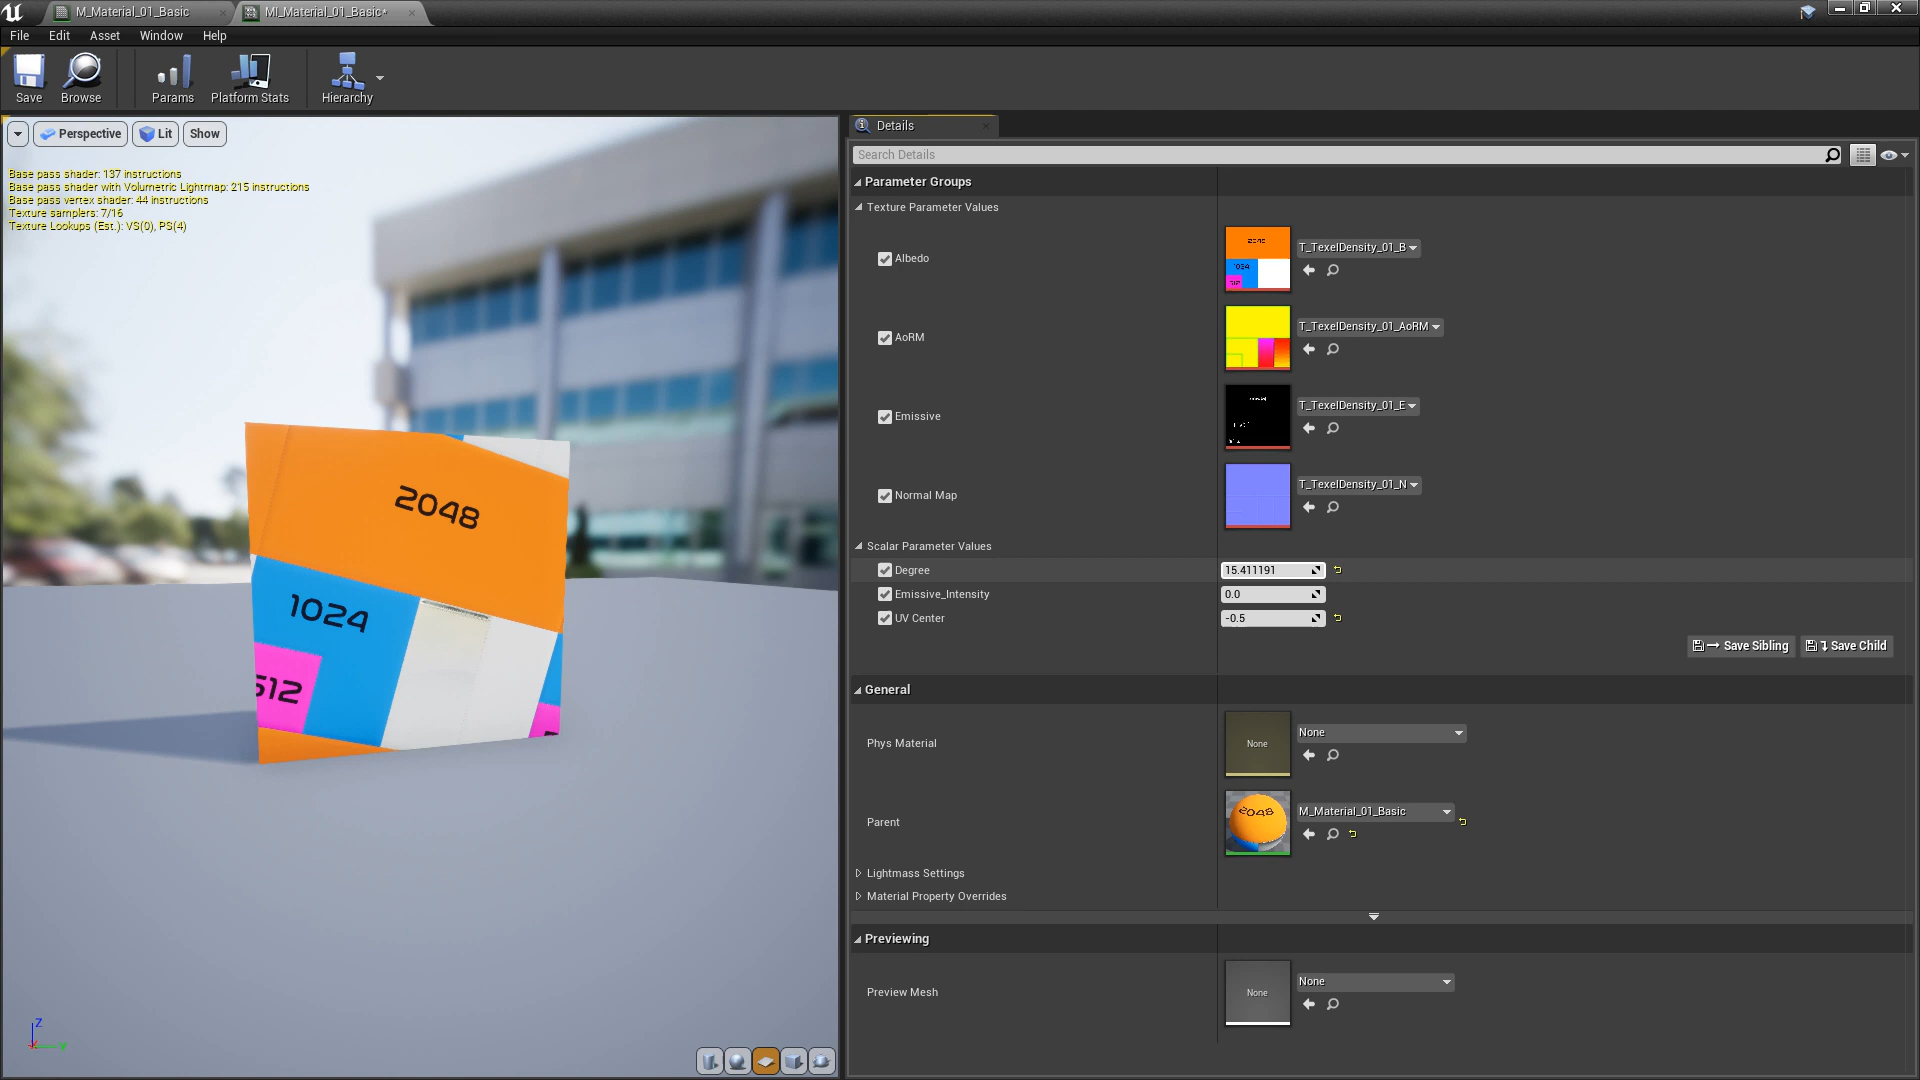 M_Material_01_Basic
MI_Material_01_Basic*
File Edit Asset Window Help
Save
Browse
Params
Platform Stats
Hierarchy
Perspective
Lit
Show
Base pass shader: 137 instructions
Base pass shader with Volumetric Lightmap: 215 instructions
Base pass vertex shader: 44 instructions
Texture samplers: 7/16
Texture Lookups (Est.): VS(0), PS(4)
2048
1024
512
Z
Details
Search Details
Parameter Groups
Texture Parameter Values
Albedo
2048
1024
512
T_TexelDensity_01_B
AoRM
T_TexelDensity_01_AoRM
Emissive
T_TexelDensity_01_E
Normal Map
T_TexelDensity_01_N
Scalar Parameter Values
Degree 15.411191
Emissive_Intensity 0.0
UV Center -0.5
Save Sibling
Save Child
General
Phys Material
None
None
Parent
2048
M_Material_01_Basic
Lightmass Settings
Material Property Overrides
Previewing
Preview Mesh
None
None